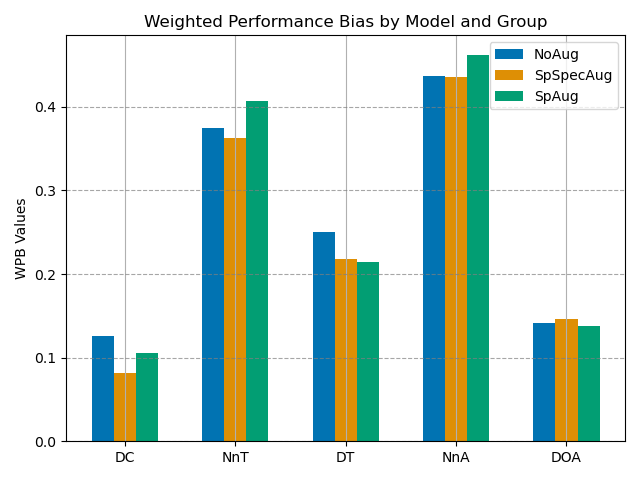 Weighted Performance Bias by Model and Group
NoAug
SpSpecAug
SpAug
WPB Values
0.4
0.3
0.2
0.1
0.0
DC NnT DT NnA DOA